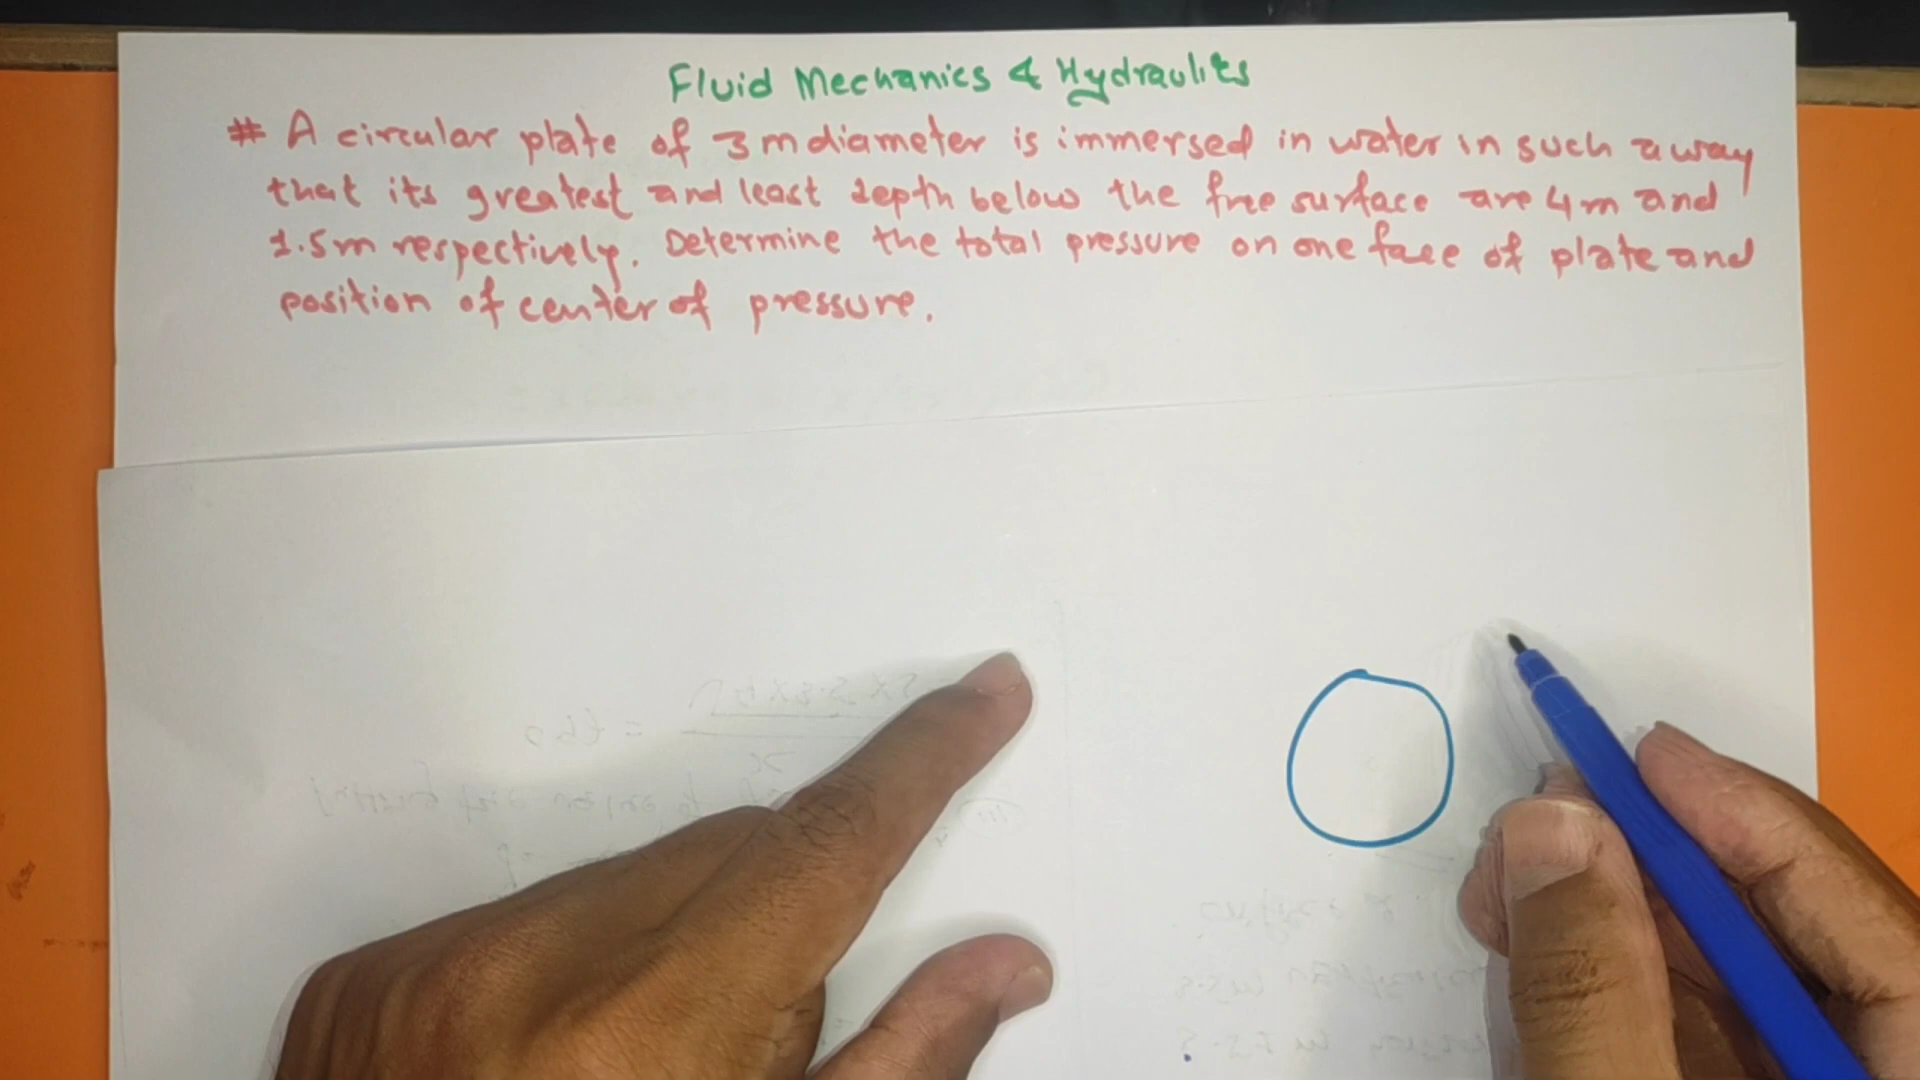 Fluid Mechanics & Hydraulics
# A circular plate of 3m diameter is immersed in water in such a way
that its greatest and least depth below the free surface are 4m and
1.5m respectively. Determine the total pressure on one face of plate and
position of center of pressure.